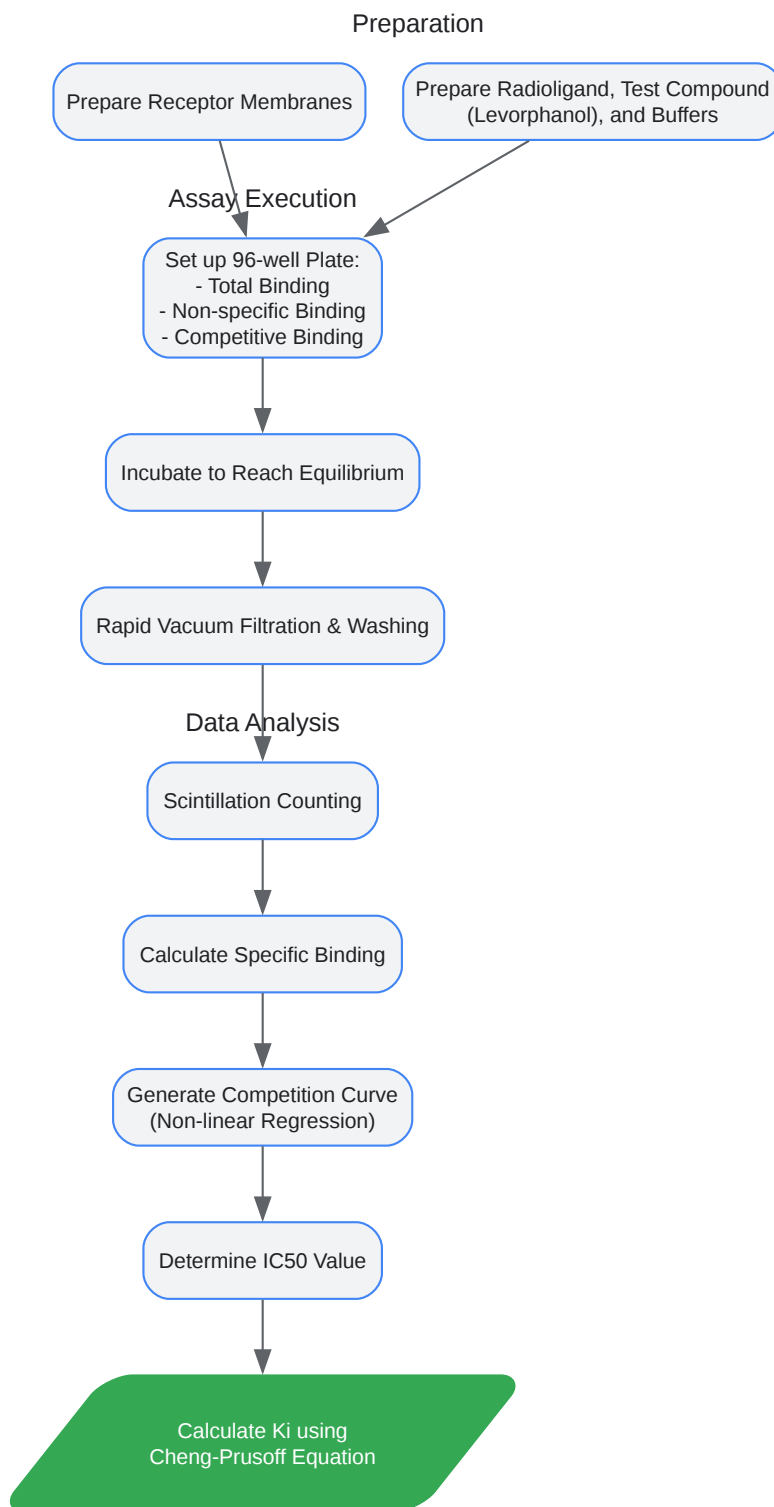 Preparation
Prepare Receptor Membranes
Prepare Radioligand, Test Compound
(Levorphanol), and Buffers
Assay Execution
Set up 96-well Plate:
- Total Binding
- Non-specific Binding
- Competitive Binding
Incubate to Reach Equilibrium
Rapid Vacuum Filtration & Washing
Data Analysis
Scintillation Counting
Calculate Specific Binding
Generate Competition Curve
(Non-linear Regression)
Determine IC50 Value
Calculate Ki using
Cheng-Prusoff Equation